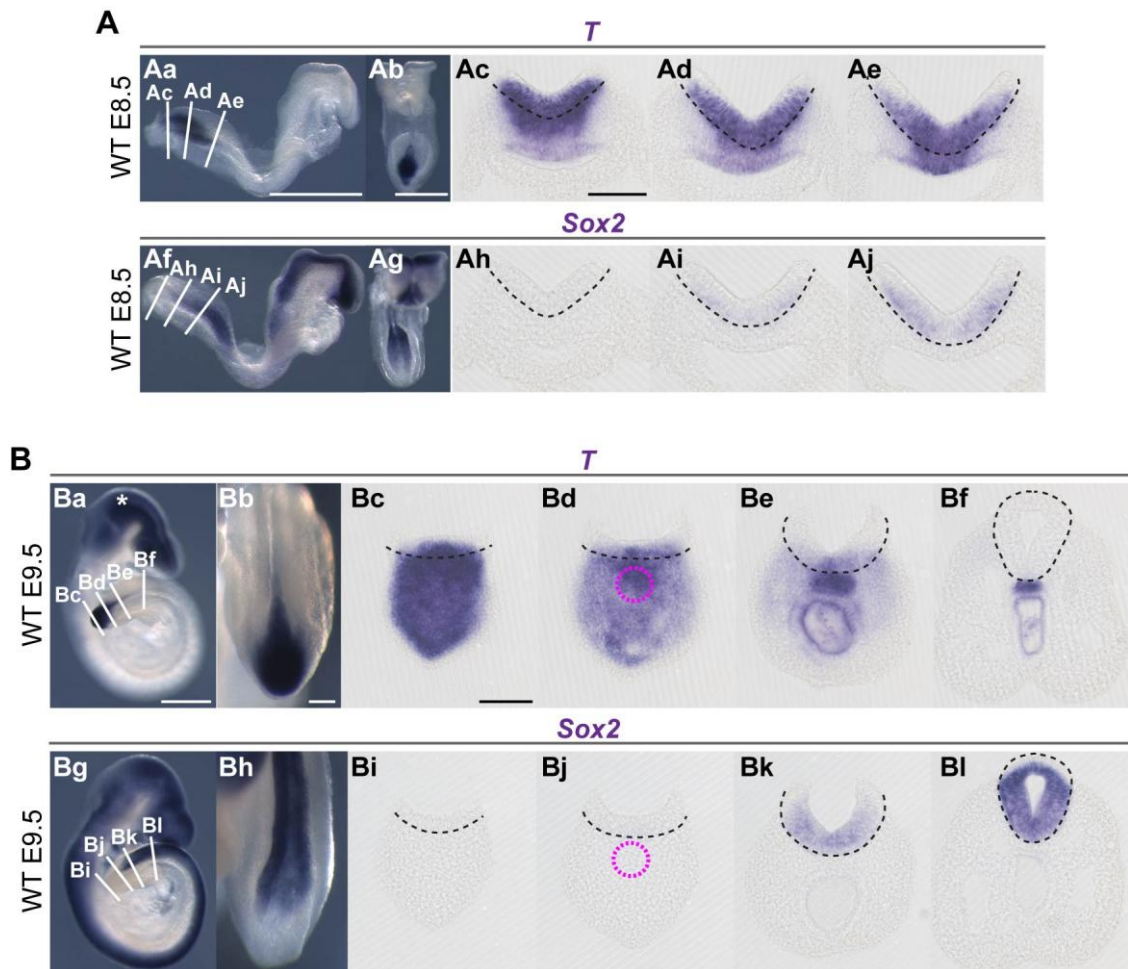 A
T
WT E8.5
Aa Ac Ad Ae
Ab
Ac
Ad
Ae
Sox2
WT E8.5
Af Ah Ai Aj
Ag
Ah
Ai
Aj
B
T
WT E9.5
Ba * Bc Bd Be Bf
Bb
Bc
Bd
Be
Bf
Sox2
WT E9.5
Bg Bi Bj Bk Bl
Bh
Bi
Bj
Bk
Bl